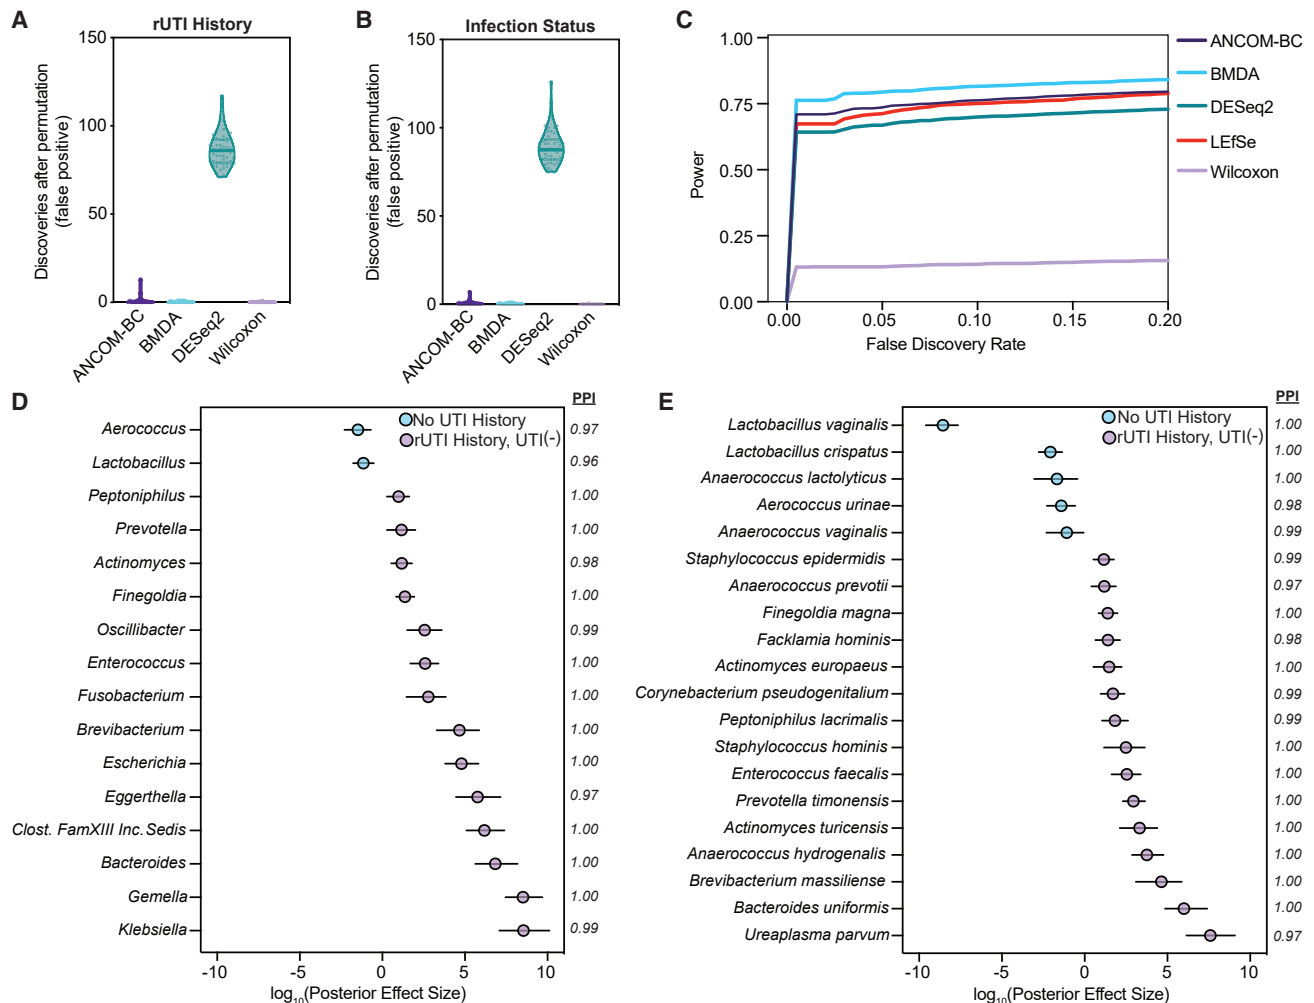 A
rUTI History
Discoveries after permutation
(false positive)
150
100
50
0
ANCOM-BC
BMDA
DESeq2
Wilcoxon
B
Infection Status
Discoveries after permutation
(false positive)
150
100
50
0
ANCOM-BC
BMDA
DESeq2
Wilcoxon
C
Power
1.00
0.75
0.50
0.25
0.00
0.00
0.05
0.10
0.15
0.20
False Discovery Rate
ANCOM-BC
BMDA
DESeq2
LEfSe
Wilcoxon
D
PPI
No UTI History
rUTI History, UTI(-)
Aerococcus 0.97
Lactobacillus 0.96
Peptoniphilus 1.00
Prevotella 1.00
Actinomyces 0.98
Finegoldia 1.00
Oscillibacter 0.99
Enterococcus 1.00
Fusobacterium 1.00
Brevibacterium 1.00
Escherichia 1.00
Eggerthella 0.97
Clost. FamXIII Inc. Sedis 1.00
Bacteroides 1.00
Gemella 1.00
Klebsiella 0.99
-10 -5 0 5 10
log10(Posterior Effect Size)
E
PPI
No UTI History
rUTI History, UTI(-)
Lactobacillus vaginalis 1.00
Lactobacillus crispatus 1.00
Anaerococcus lactolyticus 1.00
Aerococcus urinae 0.98
Anaerococcus vaginalis 0.99
Staphylococcus epidermidis 0.99
Anaerococcus prevotii 0.97
Finegoldia magna 1.00
Facklamia hominis 0.98
Actinomyces europaeus 1.00
Corynebacterium pseudogenitalium 0.99
Peptoniphilus lacrimalis 0.99
Staphylococcus hominis 1.00
Enterococcus faecalis 1.00
Prevotella timonensis 1.00
Actinomyces turicensis 1.00
Anaerococcus hydrogenalis 1.00
Brevibacterium massiliense 1.00
Bacteroides uniformis 1.00
Ureaplasma parvum 0.97
-10 -5 0 5 10
log10(Posterior Effect Size)